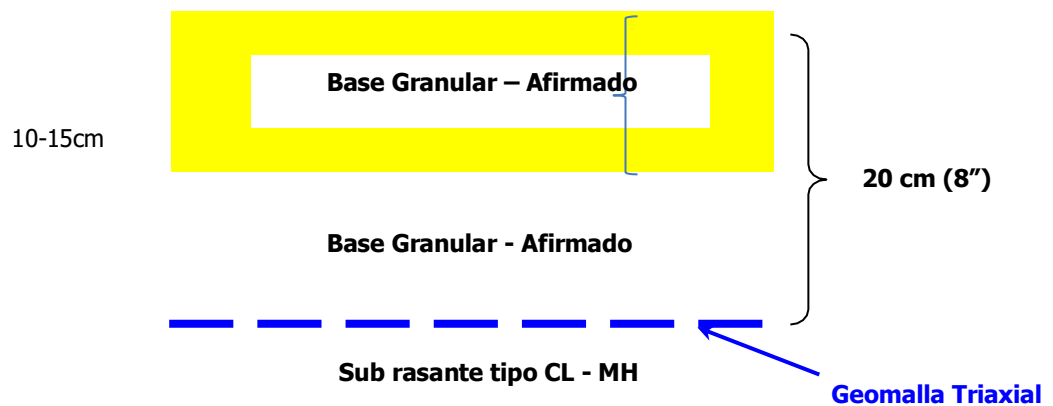 Base Granular – Afirmado
10-15cm
20 cm (8”)
Base Granular - Afirmado
Sub rasante tipo CL - MH
Geomalla Triaxial